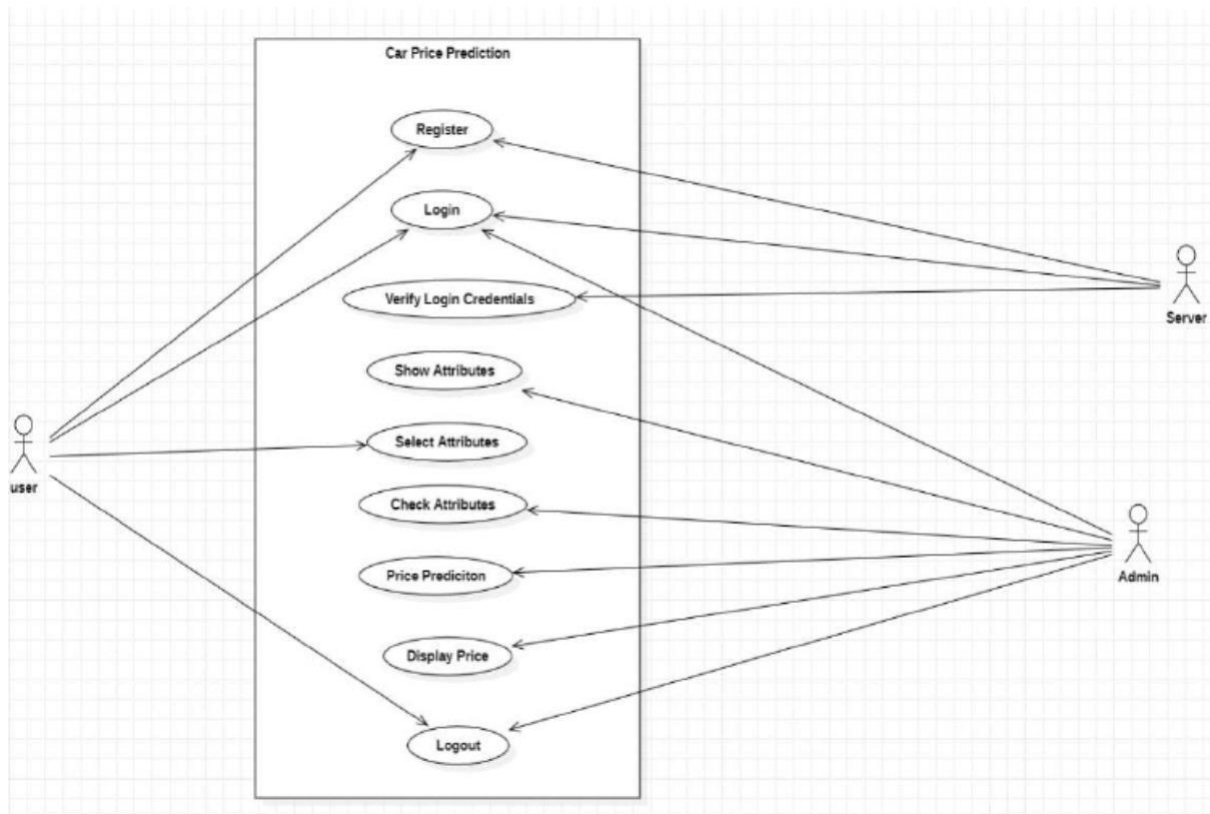 Car Price Prediction
Register
Login
Verify Login Credentials
Server
Show Attributes
Select Attributes
user
Check Attributes
Price Prediciton
Admin
Display Price
Logout